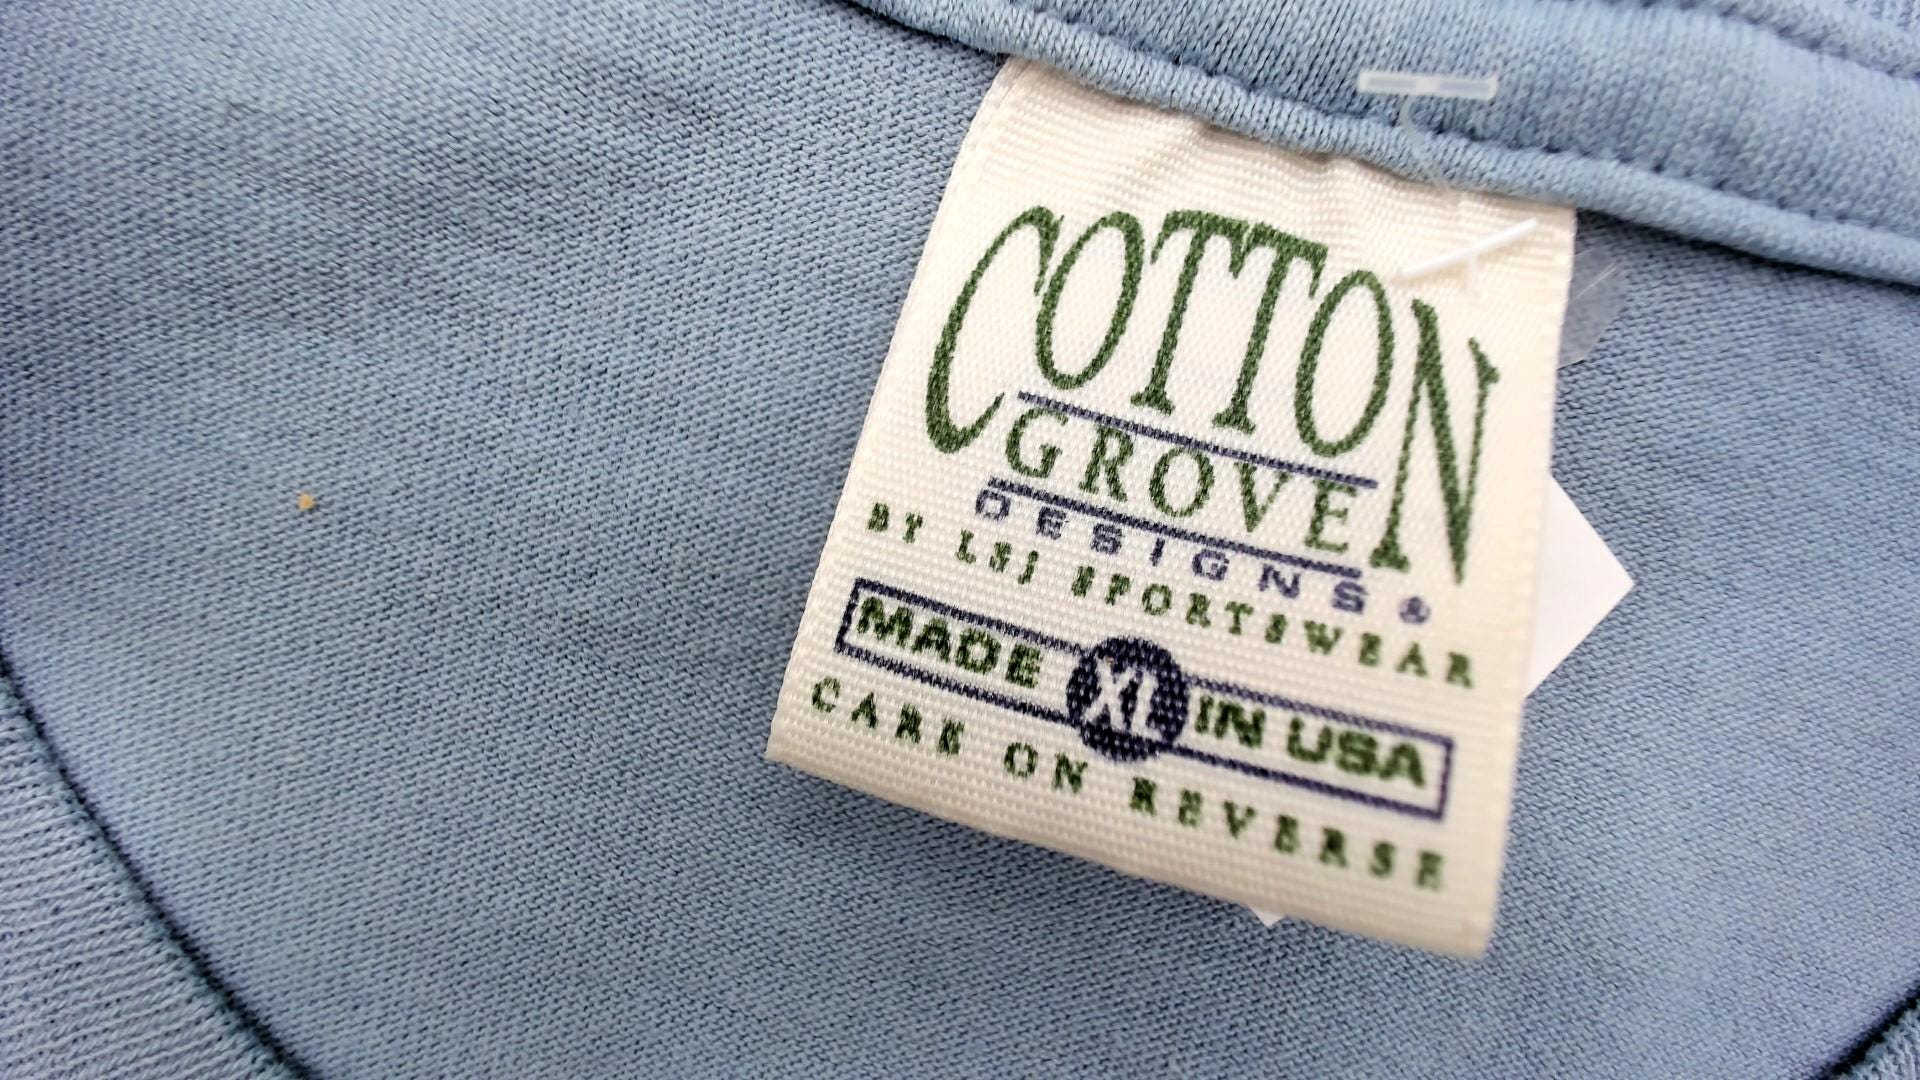 COTTON
GROVE
DESIGNS®
BY LSJ SPORTSWEAR
MADE XL IN USA
CARE ON REVERSE